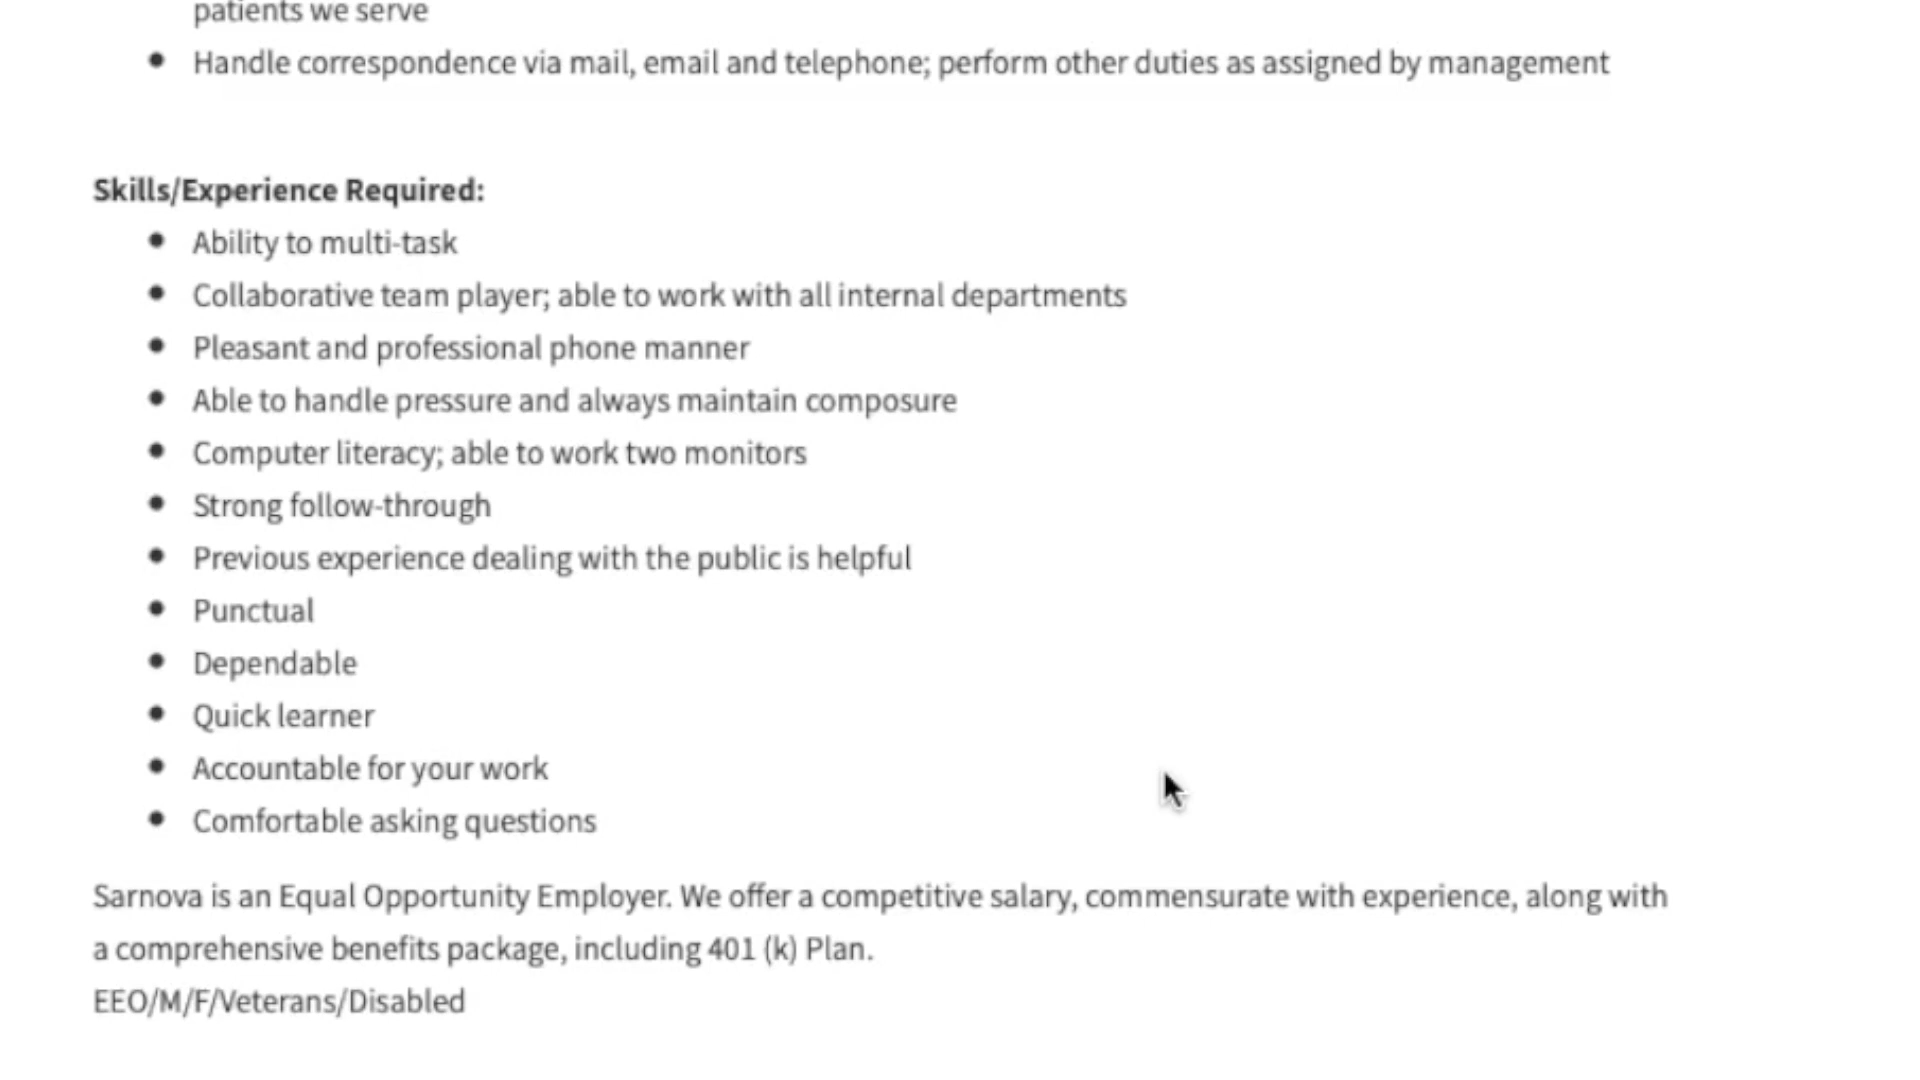 patients we serve
Handle correspondence via mail, email and telephone; perform other duties as assigned by management
Skills/Experience Required:
Ability to multi-task
Collaborative team player; able to work with all internal departments
Pleasant and professional phone manner
Able to handle pressure and always maintain composure
Computer literacy; able to work two monitors
Strong follow-through
Previous experience dealing with the public is helpful
Punctual
Dependable
Quick learner
Accountable for your work
Comfortable asking questions
Sarnova is an Equal Opportunity Employer. We offer a competitive salary, commensurate with experience, along with
a comprehensive benefits package, including 401 (k) Plan.
EEO/M/F/Veterans/Disabled